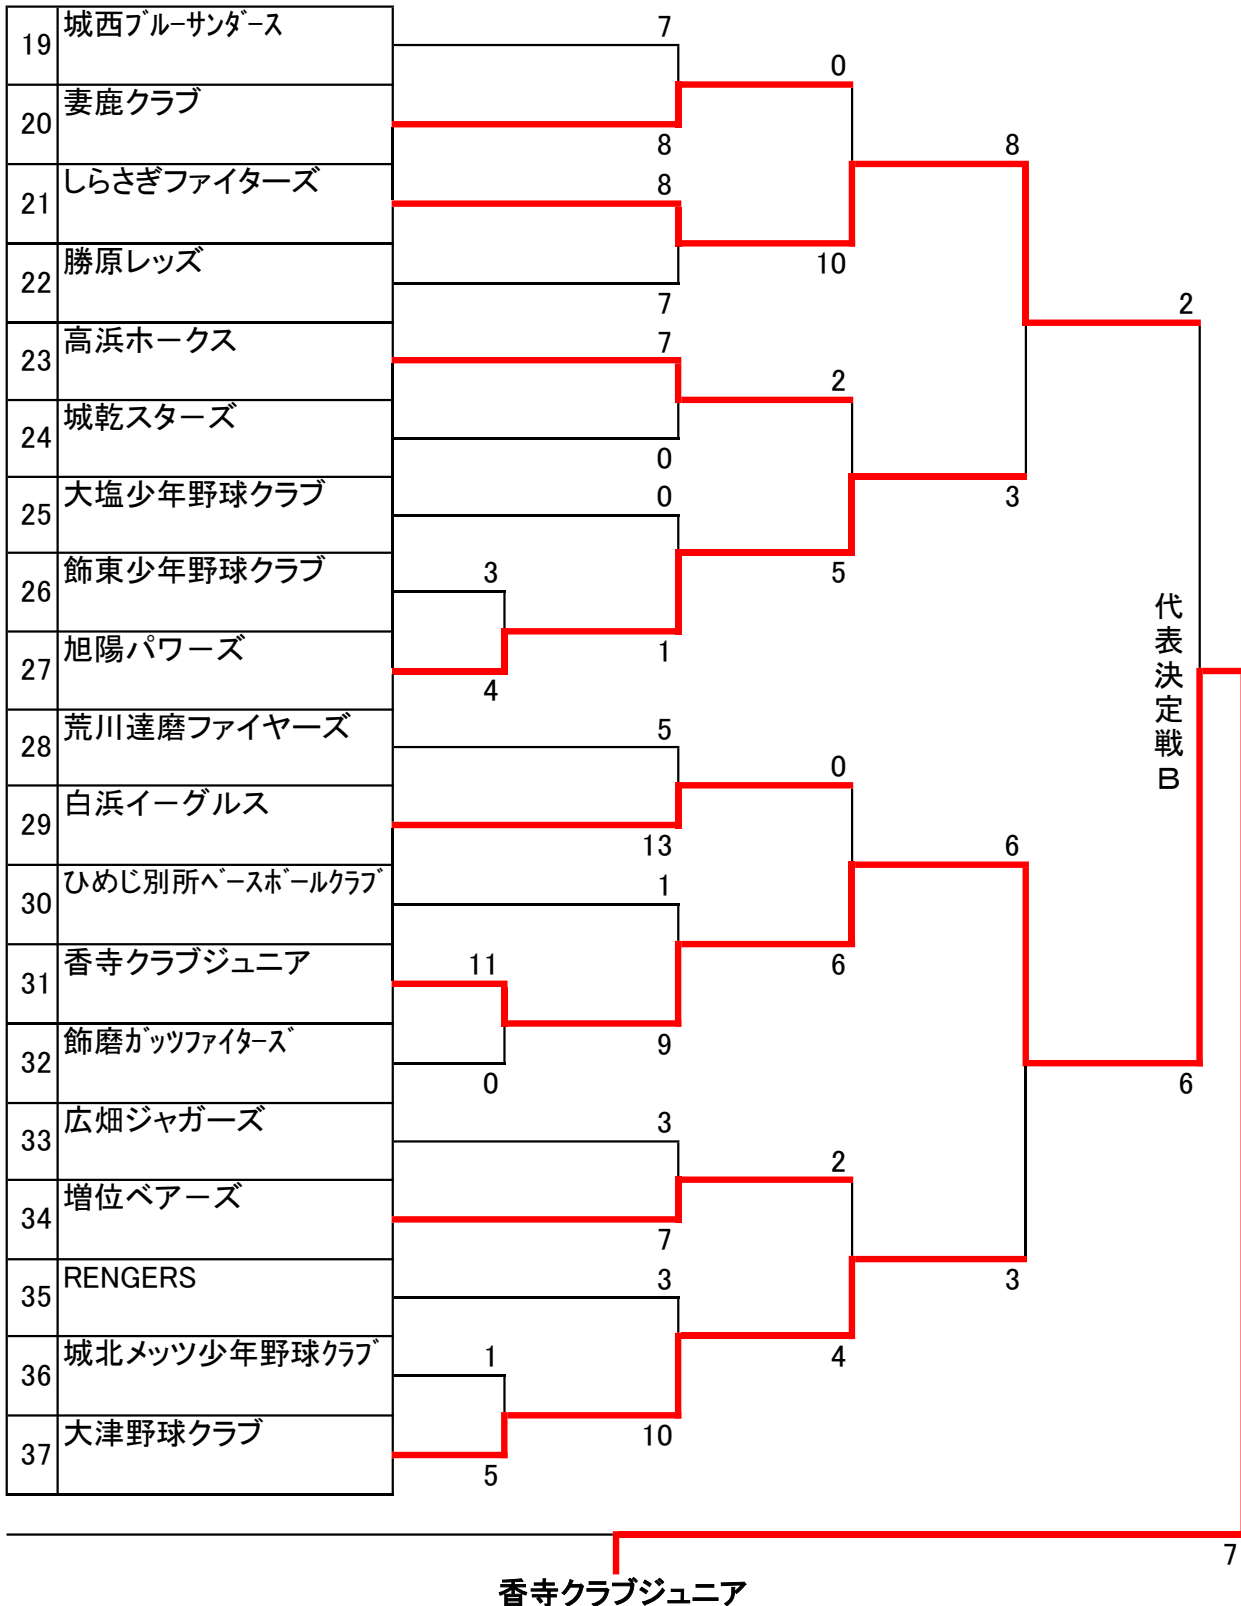 19 城西ブルーサンダース
7
0
20 妻鹿クラブ
8
8
21 しらさぎファイターズ
8
10
22 勝原レッズ
7
2
23 高浜ホークス
7
2
24 城乾スターズ
0
25 大塩少年野球クラブ
0
3
26 飾東少年野球クラブ
3
5
27 旭陽パワーズ
1
4
代表決定戦B
28 荒川達磨ファイヤーズ
5
0
29 白浜イーグルス
13
6
30 ひめじ別所ベースボールクラブ
1
31 香寺クラブジュニア
11
6
32 飾磨ガッツファイターズ
9
0
6
33 広畑ジャガーズ
3
2
34 増位ベアーズ
7
35 RENGERS
3
3
36 城北メッツ少年野球クラブ
1
4
37 大津野球クラブ
10
5
7
香寺クラブジュニア